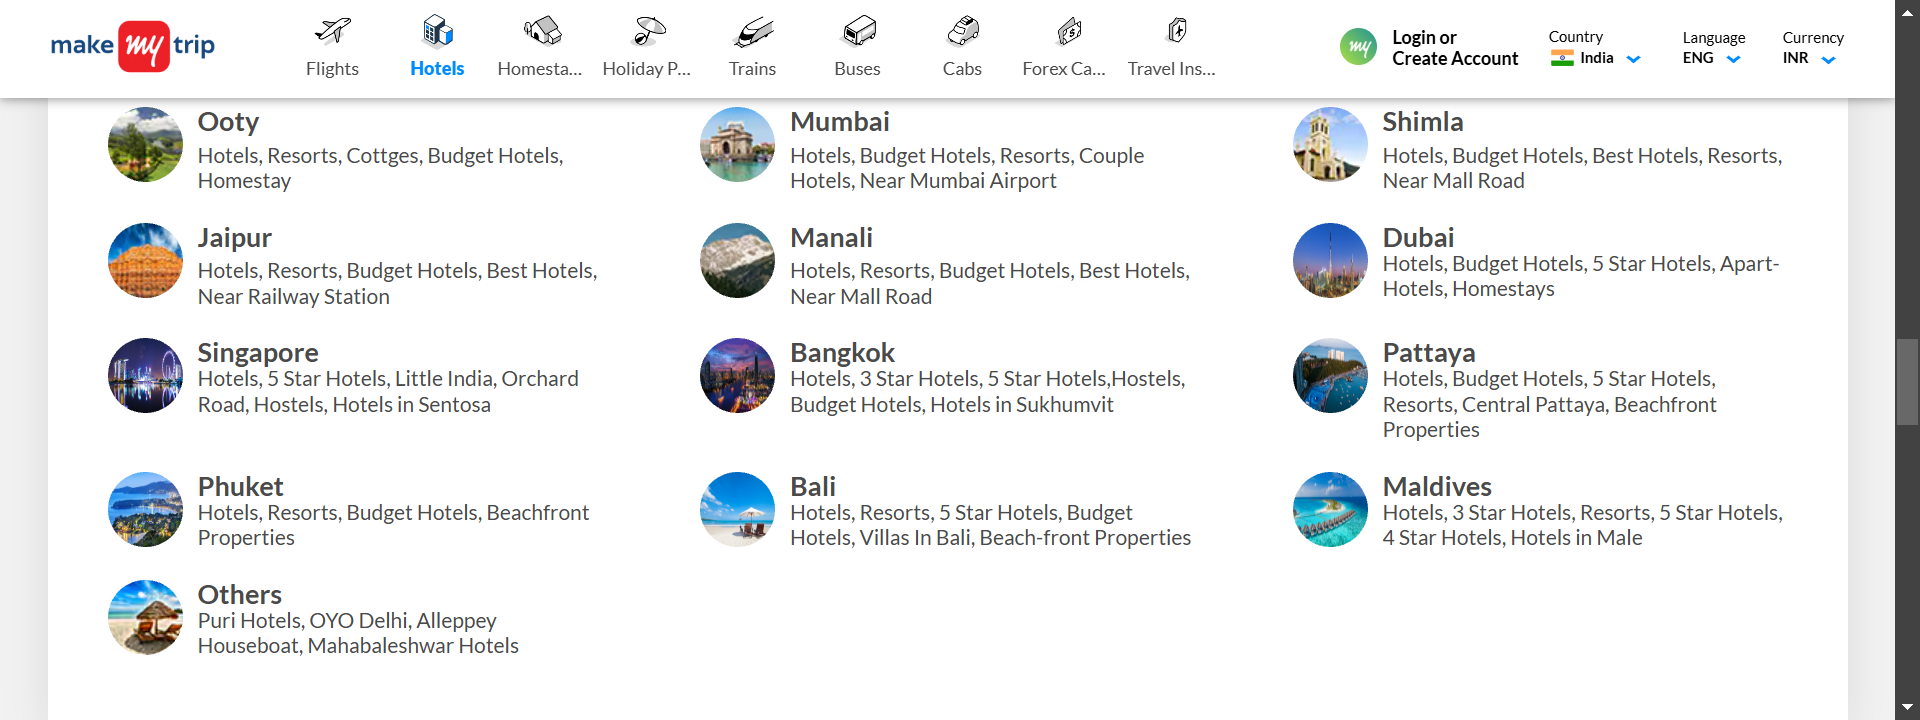 make my trip
Flights
Hotels
Homesta...
Holiday P...
Trains
Buses
Cabs
Forex Ca...
Travel Ins...
my
Login or
Create Account
Country
India
Language
ENG
Currency
INR
Ooty
Hotels, Resorts, Cottges, Budget Hotels,
Homestay
Mumbai
Hotels, Budget Hotels, Resorts, Couple
Hotels, Near Mumbai Airport
Shimla
Hotels, Budget Hotels, Best Hotels, Resorts,
Near Mall Road
Jaipur
Hotels, Resorts, Budget Hotels, Best Hotels,
Near Railway Station
Manali
Hotels, Resorts, Budget Hotels, Best Hotels,
Near Mall Road
Dubai
Hotels, Budget Hotels, 5 Star Hotels, Apart-
Hotels, Homestays
Singapore
Hotels, 5 Star Hotels, Little India, Orchard
Road, Hostels, Hotels in Sentosa
Bangkok
Hotels, 3 Star Hotels, 5 Star Hotels,Hostels,
Budget Hotels, Hotels in Sukhumvit
Pattaya
Hotels, Budget Hotels, 5 Star Hotels,
Resorts, Central Pattaya, Beachfront
Properties
Phuket
Hotels, Resorts, Budget Hotels, Beachfront
Properties
Bali
Hotels, Resorts, 5 Star Hotels, Budget
Hotels, Villas In Bali, Beach-front Properties
Maldives
Hotels, 3 Star Hotels, Resorts, 5 Star Hotels,
4 Star Hotels, Hotels in Male
Others
Puri Hotels, OYO Delhi, Alleppey
Houseboat, Mahabaleshwar Hotels